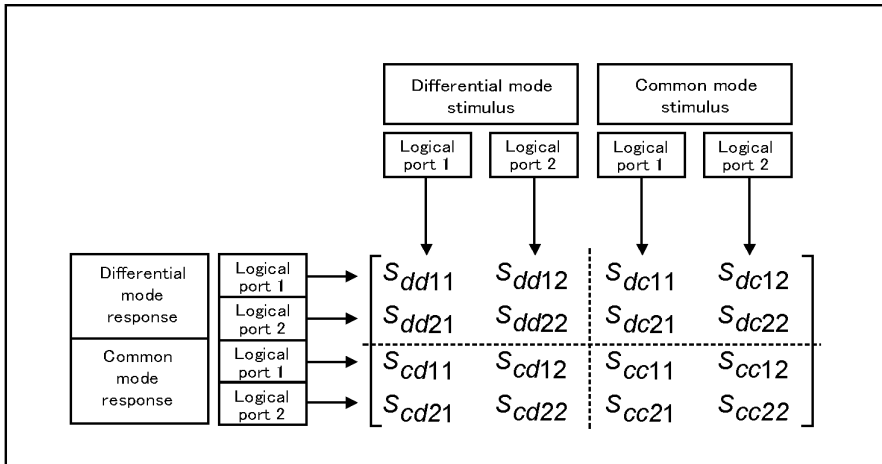 Differential mode
stimulus
Common mode
stimulus
Logical
port 1
Logical
port 2
Logical
port 1
Logical
port 2
Differential
mode
response
Common
mode
response
Logical
port 1
Logical
port 2
Logical
port 1
Logical
port 2
Sdd11 Sdd12 Sdc11 Sdc12
Sdd21 Sdd22 Sdc21 Sdc22
Scd11 Scd12 Scc11 Scc12
Scd21 Scd22 Scc21 Scc22